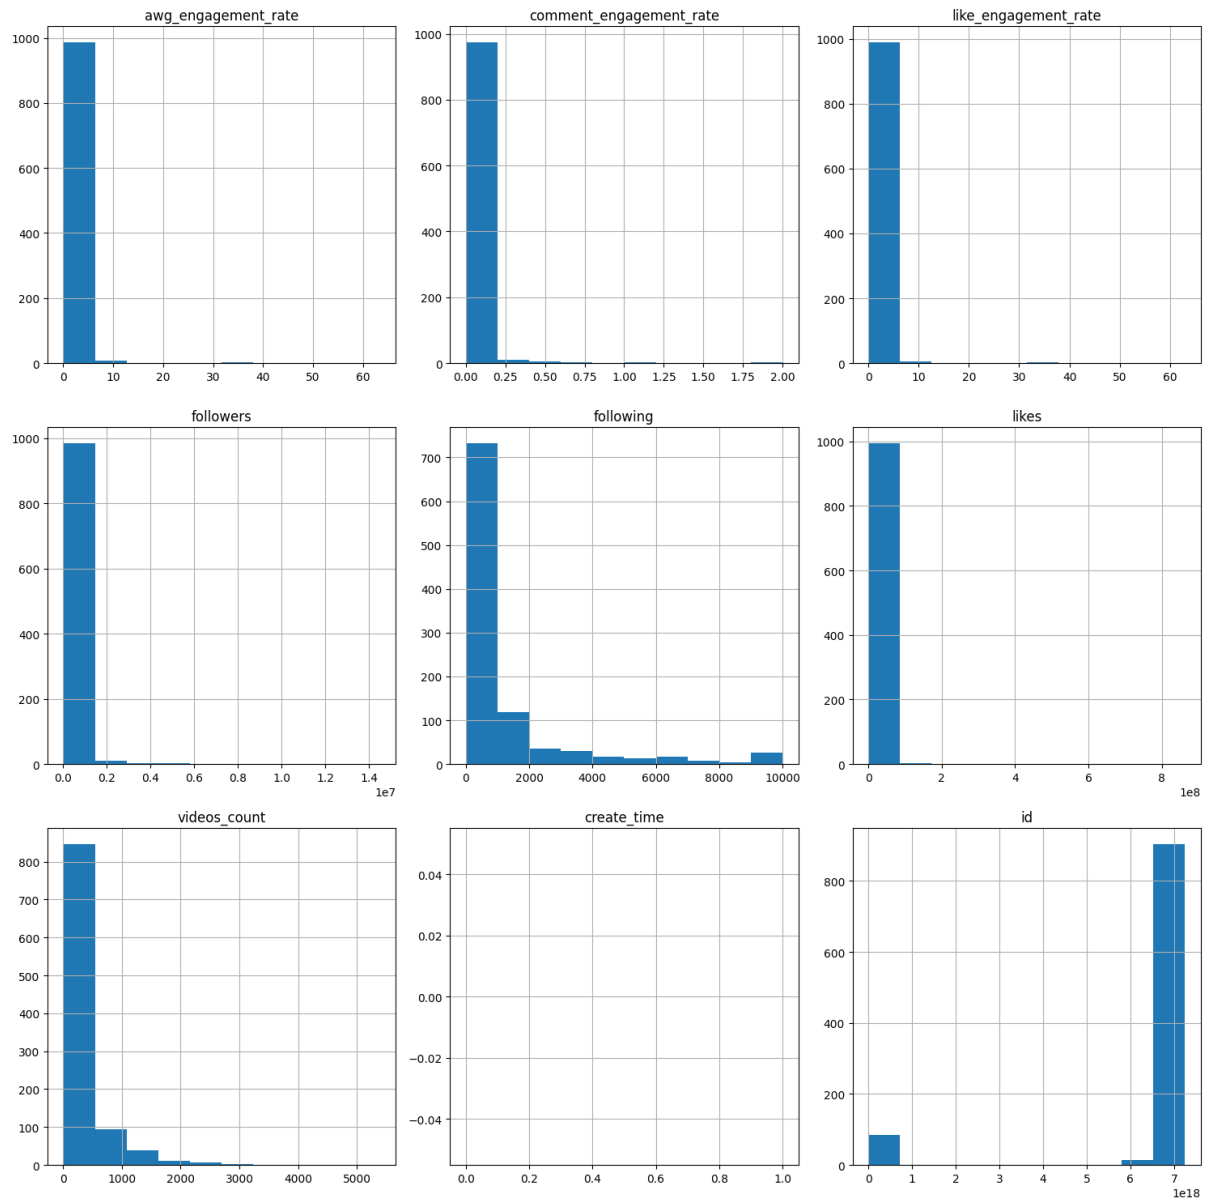 awg_engagement_rate
1000
800
600
400
200
0
0 10 20 30 40 50 60
comment_engagement_rate
1000
800
600
400
200
0
0.00 0.25 0.50 0.75 1.00 1.25 1.50 1.75 2.00
like_engagement_rate
1000
800
600
400
200
0
0 10 20 30 40 50 60
followers
1000
800
600
400
200
0
0.0 0.2 0.4 0.6 0.8 1.0 1.2 1.4
1e7
following
700
600
500
400
300
200
100
0
0 2000 4000 6000 8000 10000
likes
1000
800
600
400
200
0
0 2 4 6 8
1e8
videos_count
800
700
600
500
400
300
200
100
0
0 1000 2000 3000 4000 5000
create_time
0.04
0.02
0.00
−0.02
−0.04
0.0 0.2 0.4 0.6 0.8 1.0
id
800
600
400
200
0
0 1 2 3 4 5 6 7
1e18